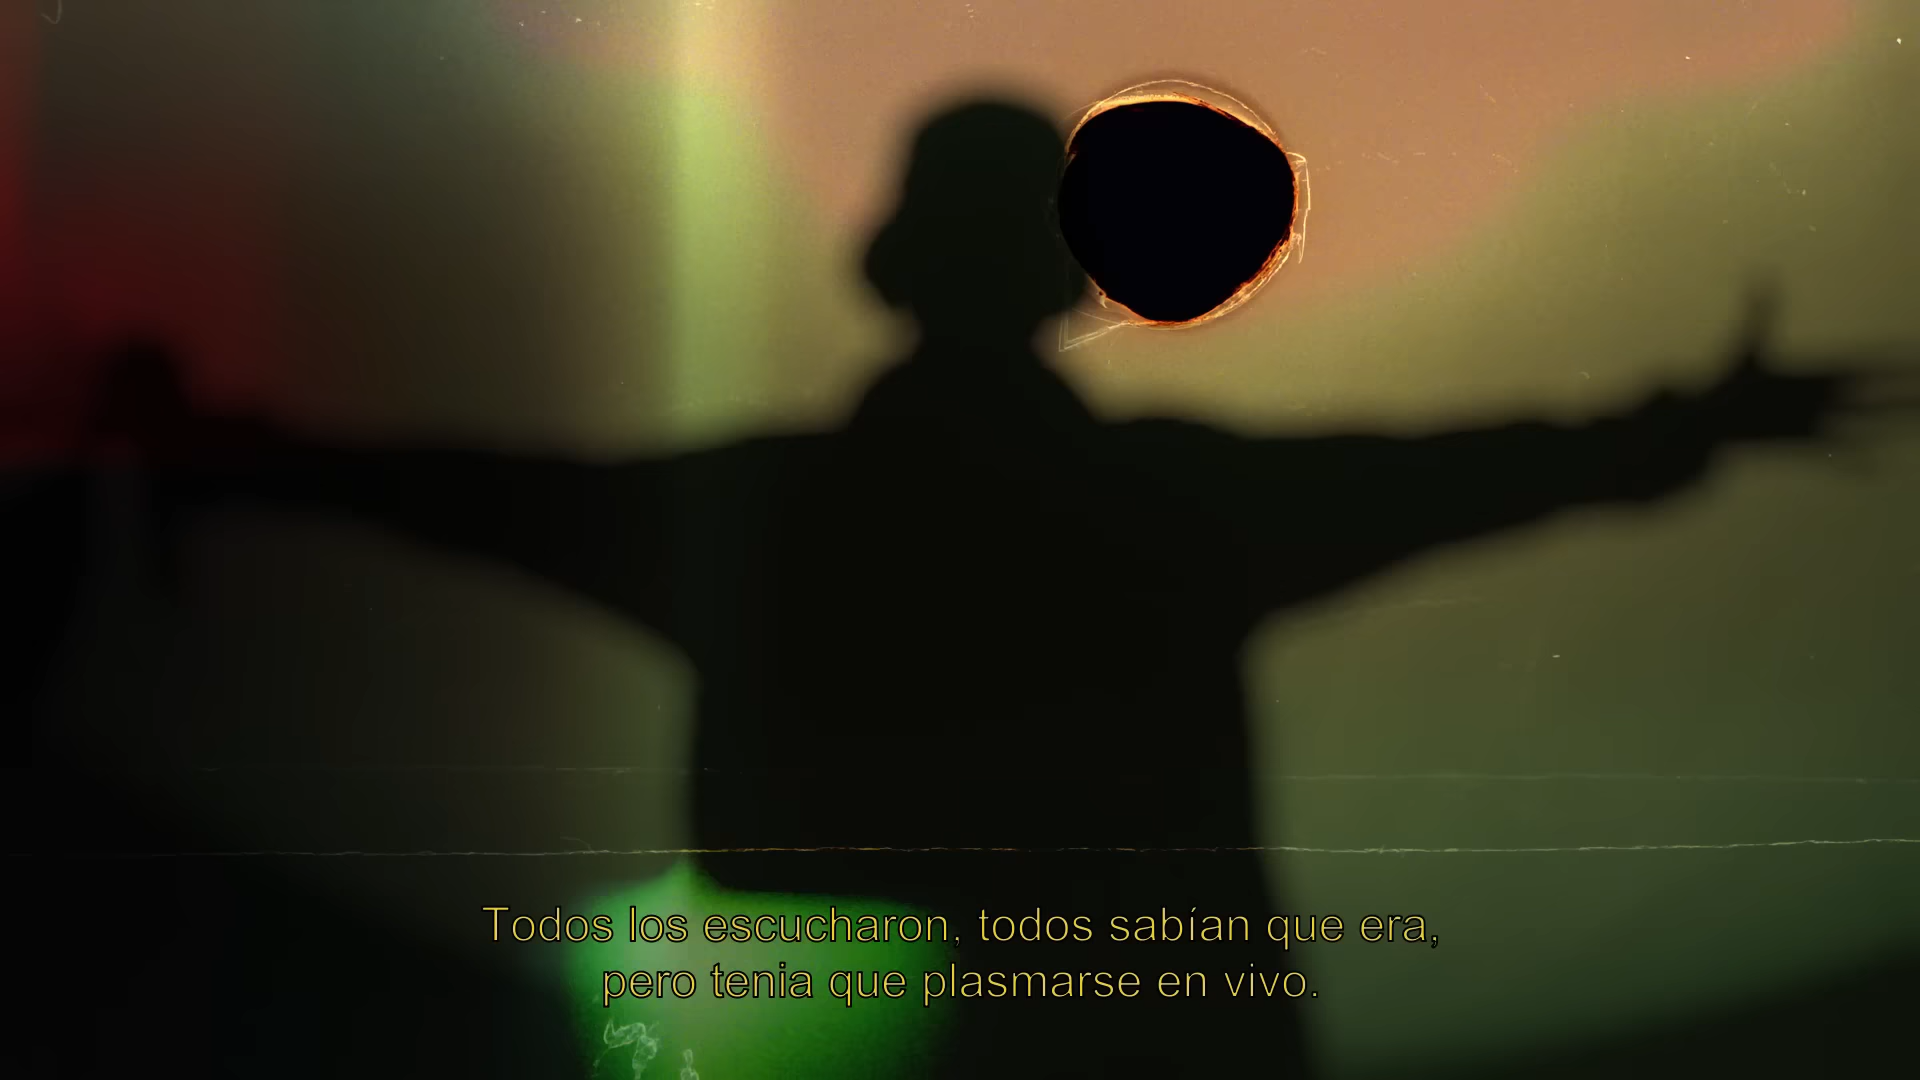 Todos los escucharon, todos sabían que era,
pero tenia que plasmarse en vivo.